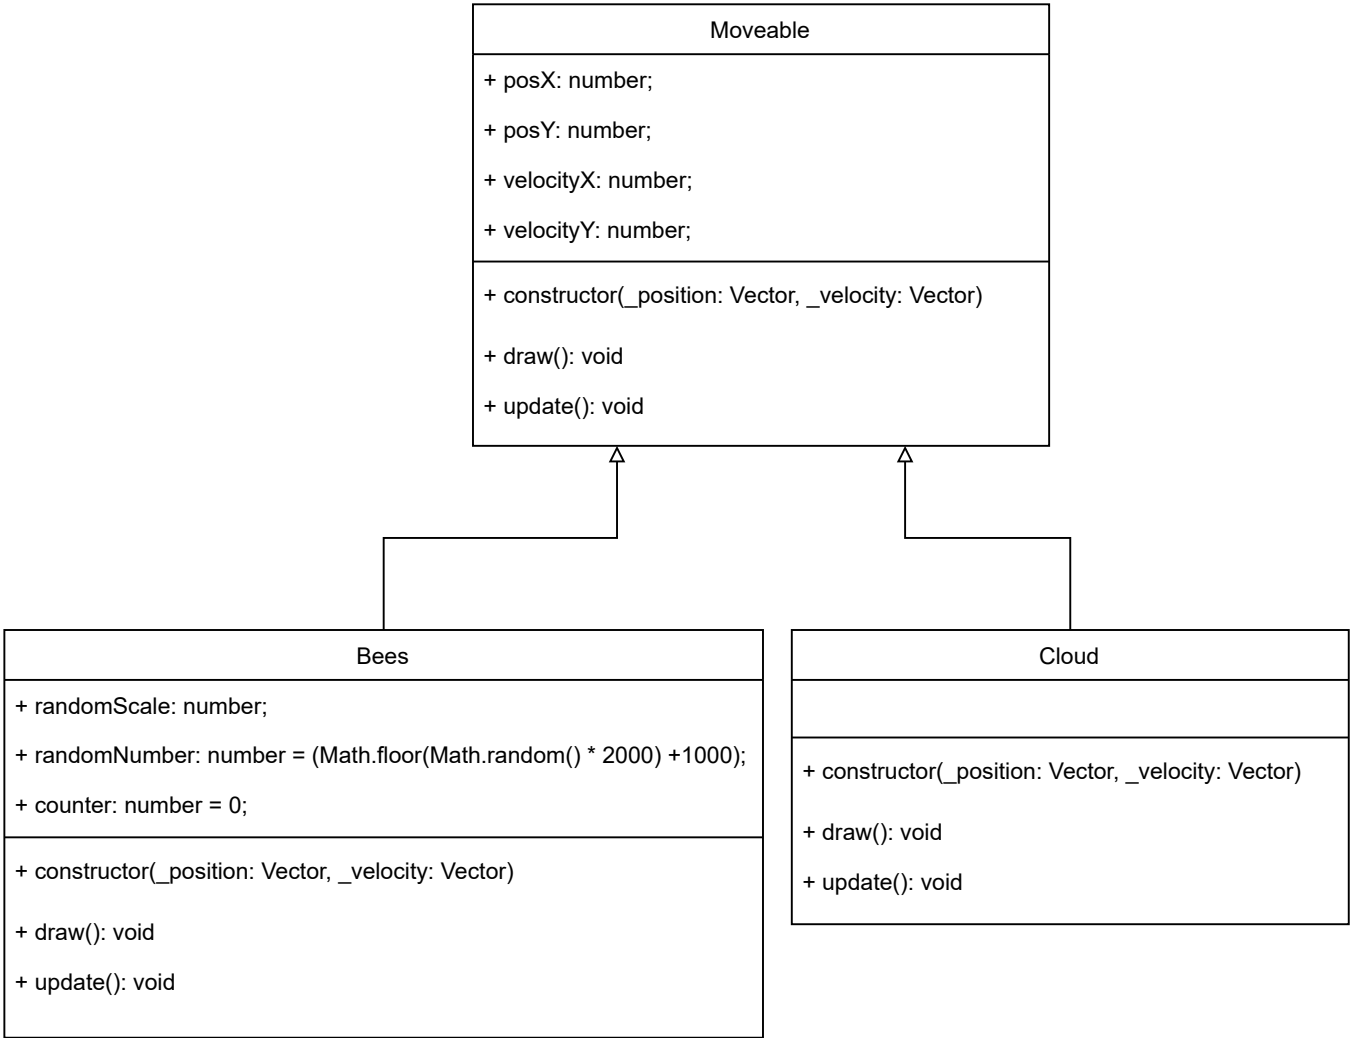 Moveable
+ posX: number;
+ posY: number;
+ velocityX: number;
+ velocityY: number;
+ constructor(_position: Vector, _velocity: Vector)
+ draw(): void
+ update(): void
Bees
+ randomScale: number;
+ randomNumber: number = (Math.floor(Math.random() * 2000) +1000);
+ counter: number = 0;
+ constructor(_position: Vector, _velocity: Vector)
+ draw(): void
+ update(): void
Cloud
+ constructor(_position: Vector, _velocity: Vector)
+ draw(): void
+ update(): void